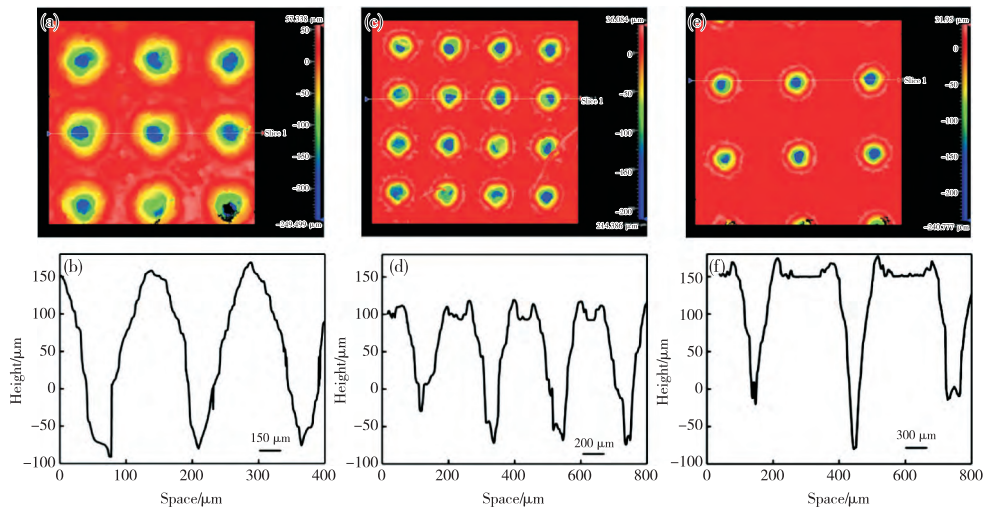 (a)
57.338 μm
50
0
-50
-100
-150
-200
-249.499 μm
Slice 1
(c)
36.084 μm
0
-50
-100
-150
-200
214.386 μm
Slice 1
(e)
31.95 μm
0
-50
-100
-150
-200
-240.777 μm
Slice 1
(b)
Height/μm
150
100
50
0
-50
-100
0
100
200
300
400
150 μm
Space/μm
(d)
Height/μm
150
100
50
0
-50
-100
0
200
400
600
800
200 μm
Space/μm
(f)
Height/μm
150
100
50
0
-50
-100
0
200
400
600
800
300 μm
Space/μm